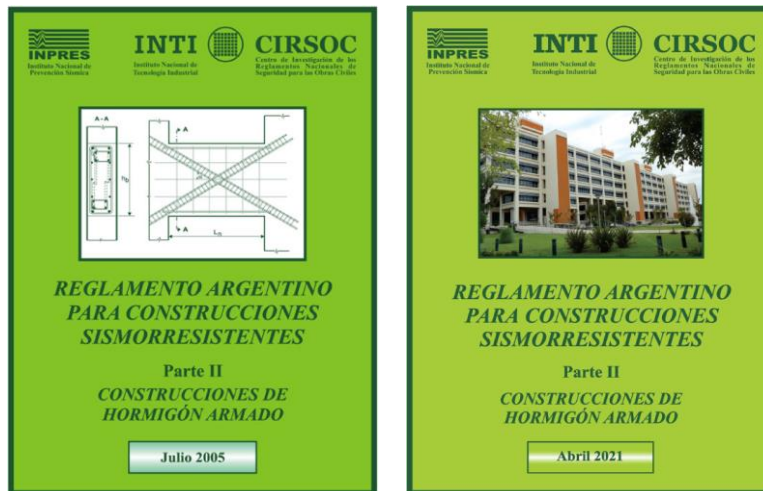 INPRES
Instituto Nacional de
Prevención Sísmica
INTI
Instituto Nacional de
Tecnología Industrial
CIRSOC
Centro de Investigación de los
Reglamentos Nacionales de
Seguridad para las Obras Civiles
A-A
A
A
hb
Ln
REGLAMENTO ARGENTINO
PARA CONSTRUCCIONES
SISMORRESISTENTES
Parte II
CONSTRUCCIONES DE
HORMIGÓN ARMADO
Julio 2005
INPRES
Instituto Nacional de
Prevención Sísmica
INTI
Instituto Nacional de
Tecnología Industrial
CIRSOC
Centro de Investigación de los
Reglamentos Nacionales de
Seguridad para las Obras Civiles
REGLAMENTO ARGENTINO
PARA CONSTRUCCIONES
SISMORRESISTENTES
Parte II
CONSTRUCCIONES DE
HORMIGÓN ARMADO
Abril 2021